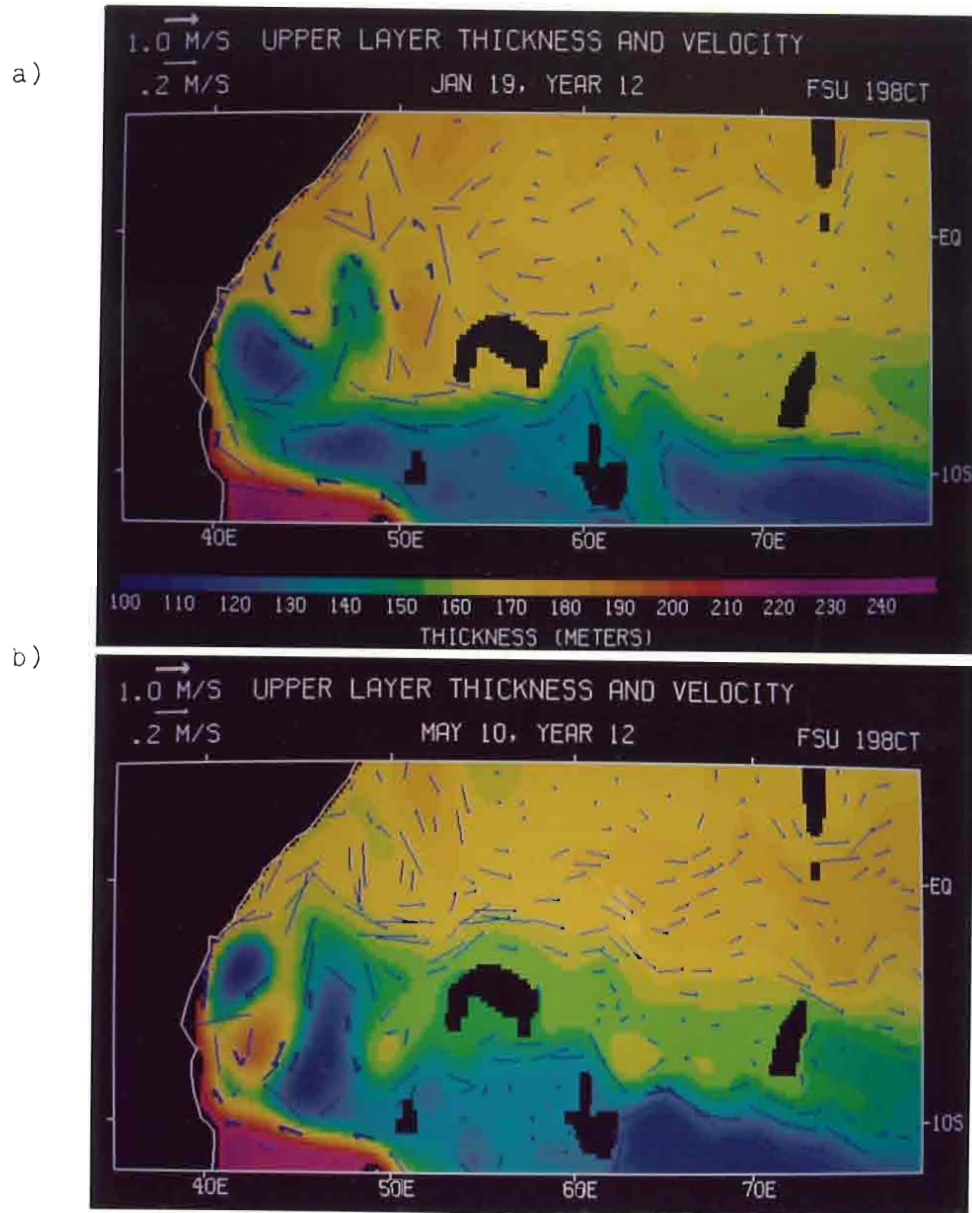 a)
1.0 M/S UPPER LAYER THICKNESS AND VELOCITY
.2 M/S JAN 19, YEAR 12 FSU 198CT
EQ
10S
40E 50E 60E 70E
100 110 120 130 140 150 160 170 180 190 200 210 220 230 240
THICKNESS (METERS)
b)
1.0 M/S UPPER LAYER THICKNESS AND VELOCITY
.2 M/S MAY 10, YEAR 12 FSU 198CT
EQ
10S
40E 50E 60E 70E